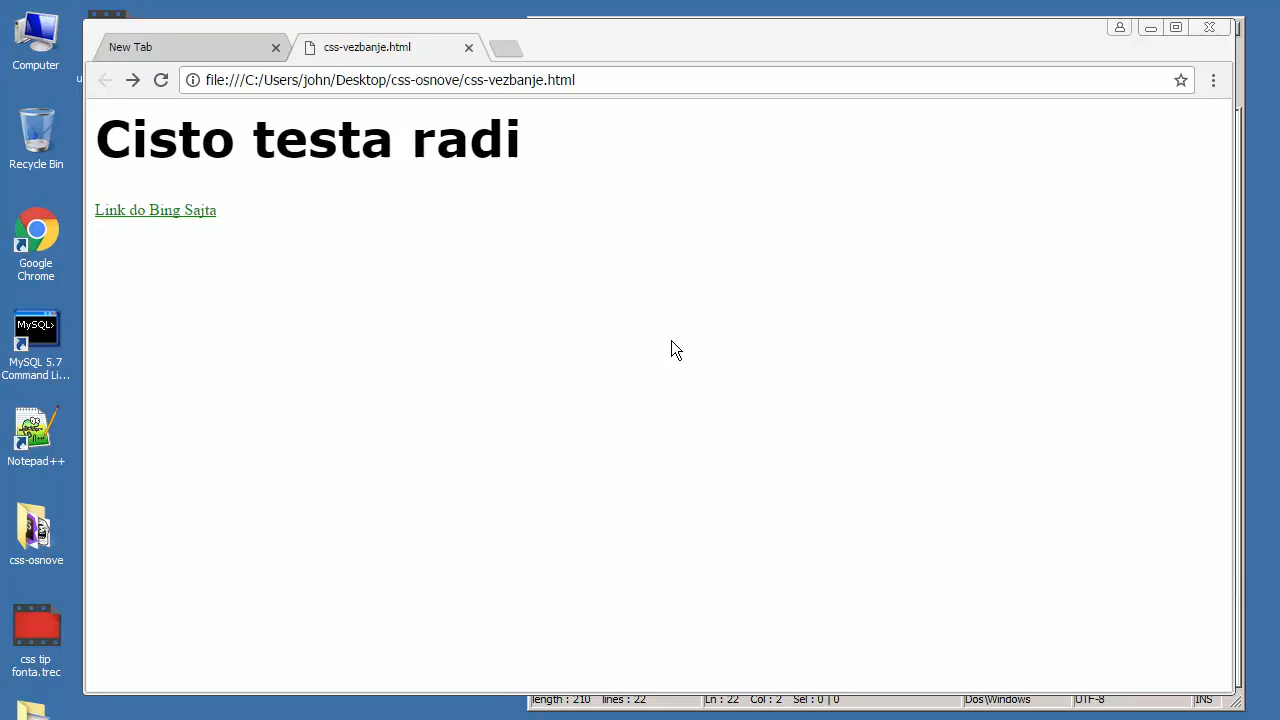 Computer
Recycle Bin
Google
Chrome
MySQL>
MySQL 5.7
Command Li...
Notepad++
css-osnove
css tip
fonta.trec
u
New Tab
css-vezbanje.html
file:///C:/Users/john/Desktop/css-osnove/css-vezbanje.html
Cisto testa radi
Link do Bing Sajta
length : 210 lines : 22 Ln : 22 Col : 2 Sel : 0 | 0 Dos\Windows UTF-8 INS